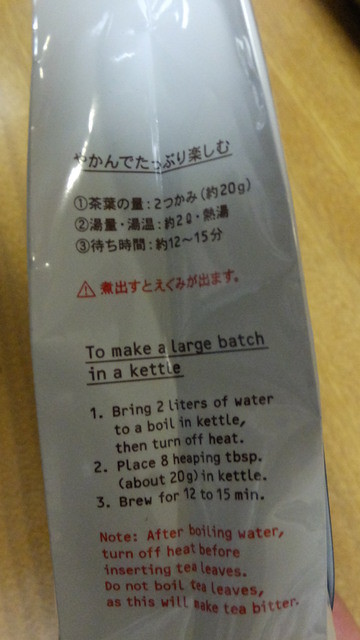 やかんでたっぷり楽しむ
①茶葉の量:2つかみ(約20g)
②湯量・湯温:約2ℓ・熱湯
③待ち時間:約12〜15分
⚠煮出すとえぐみが出ます。
To make a large batch
in a kettle
1. Bring 2 liters of water
to a boil in kettle,
then turn off heat.
2. Place 8 heaping tbsp.
(about 20g) in kettle.
3. Brew for 12 to 15 min.
Note: After boiling water,
turn off heat before
inserting tea leaves.
Do not boil tea leaves,
as this will make tea bitter.